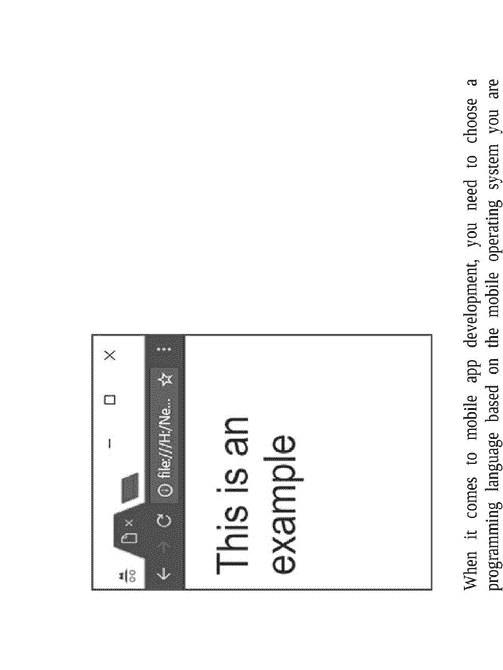 file:///H:/Ne...
This is an
example
When it comes to mobile app development, you need to choose a
programming language based on the mobile operating system you are